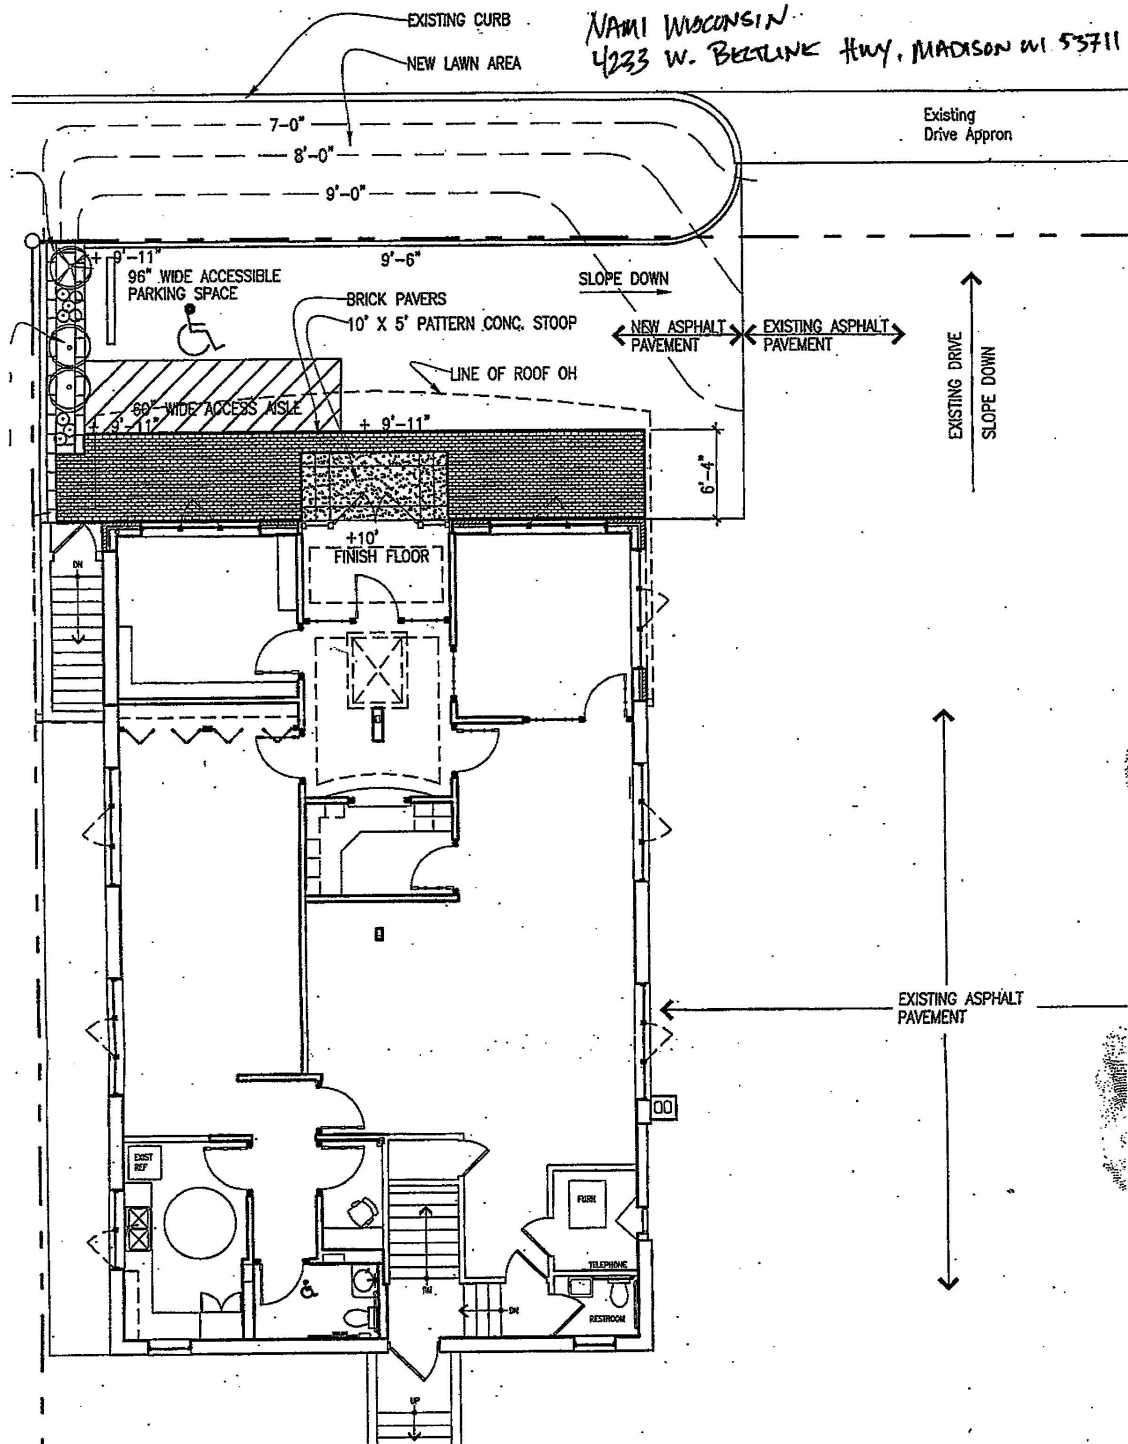 NAMI WISCONSIN
4233 W. BELTLINE HWY. MADISON WI 53711
EXISTING CURB
NEW LAWN AREA
Existing
Drive Appron
7-0"
8'-0"
9'-0"
+ 9'-11"
9'-6"
96" WIDE ACCESSIBLE
PARKING SPACE
SLOPE DOWN
BRICK PAVERS
10' X 5' PATTERN CONC. STOOP
NEW ASPHALT
PAVEMENT
EXISTING ASPHALT
PAVEMENT
LINE OF ROOF OH
EXISTING DRIVE
SLOPE DOWN
60" WIDE ACCESS AISLE
+ 9'-11"
+ 9'-11"
6'-4"
+10'
FINISH FLOOR
DN
EXISTING ASPHALT
PAVEMENT
EXIST
REF
FURN
TELEPHONE
DN
RESTROOM
UP